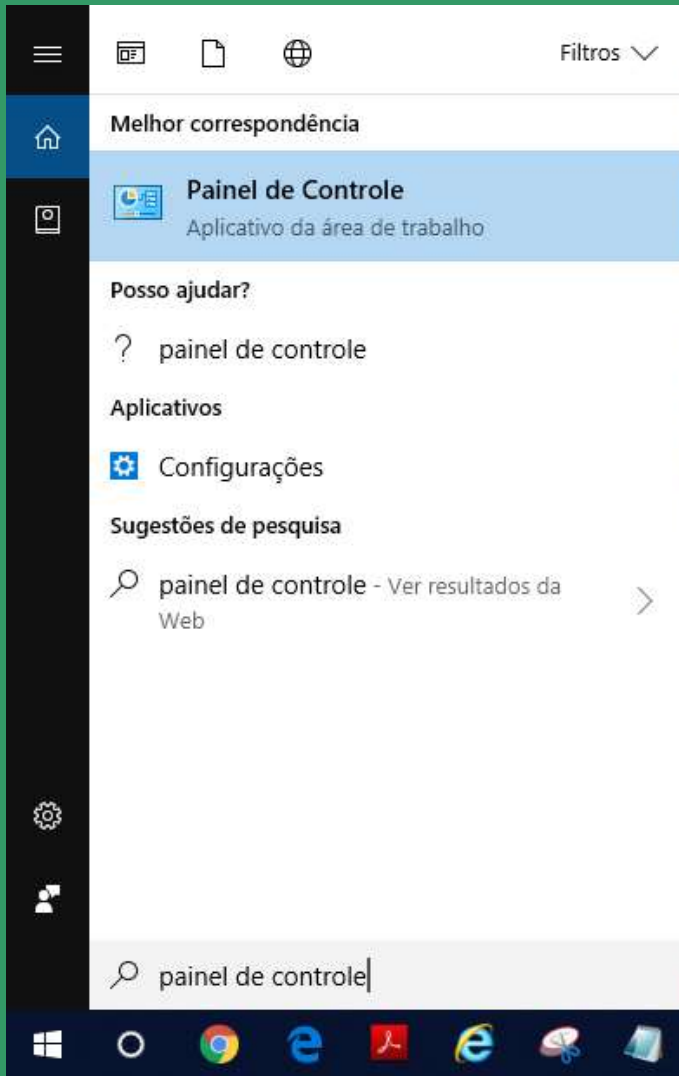 Filtros
Melhor correspondência
Painel de Controle
Aplicativo da área de trabalho
Posso ajudar?
? painel de controle
Aplicativos
Configurações
Sugestões de pesquisa
painel de controle - Ver resultados da
Web
painel de controle